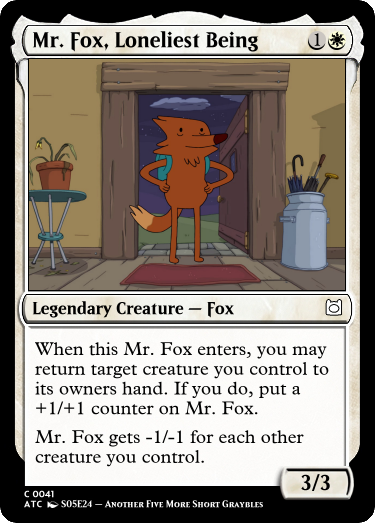 Mr. Fox, Loneliest Being 1
Legendary Creature — Fox
When this Mr. Fox enters, you may
return target creature you control to
its owners hand. If you do, put a
+1/+1 counter on Mr. Fox.
Mr. Fox gets -1/-1 for each other
creature you control.
3/3
C 0041
ATC S05E24 — Another Five More Short Graybles